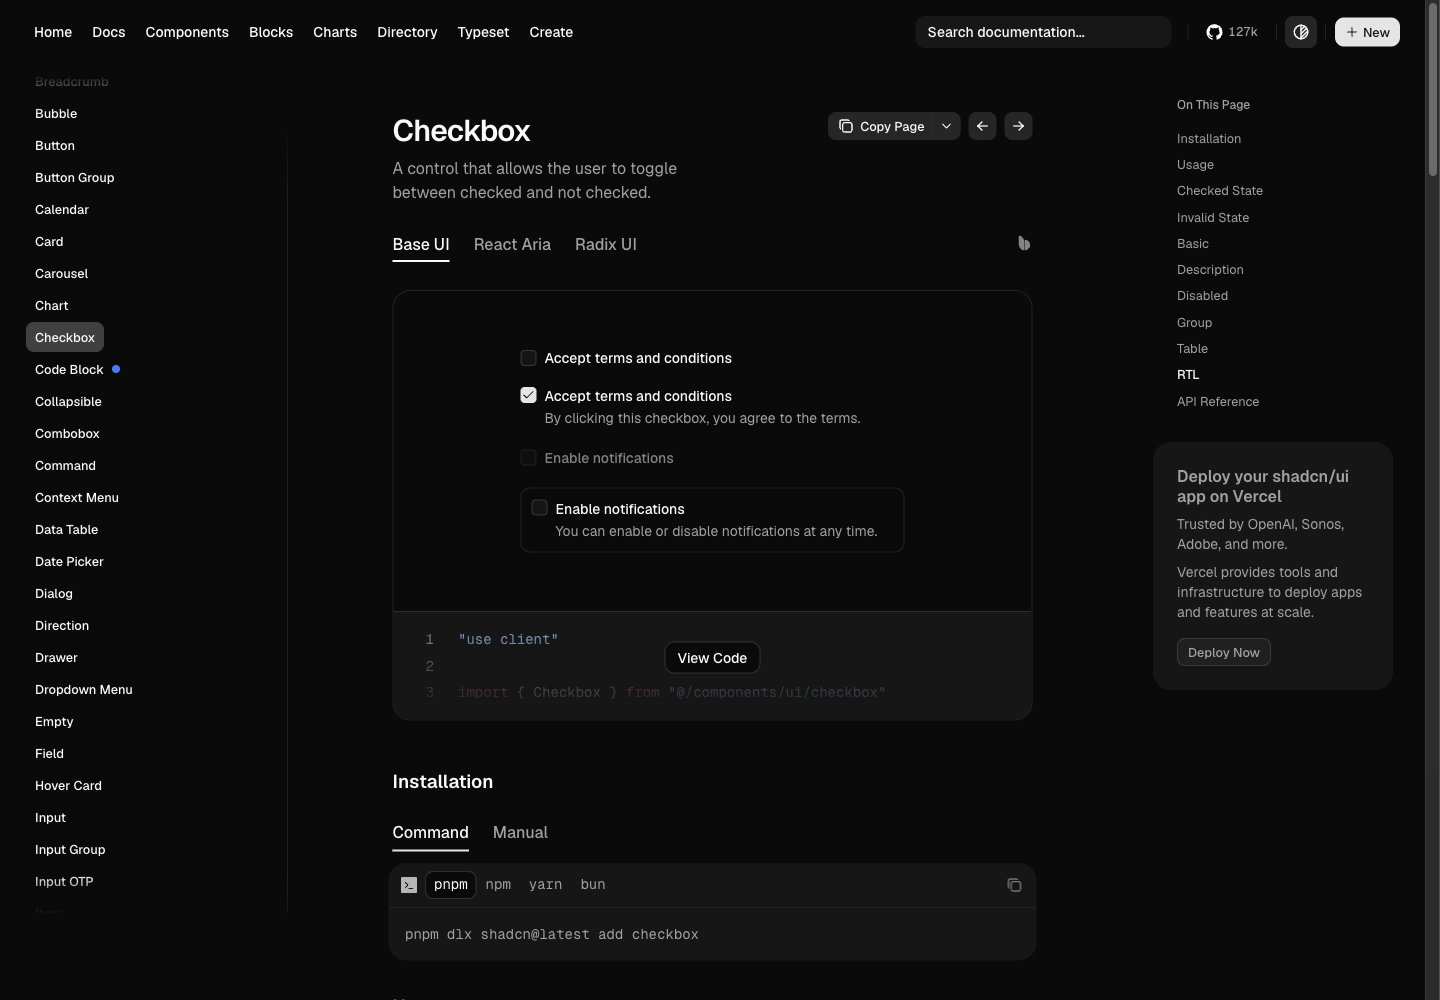 Home
Docs
Components
Blocks
Charts
Directory
Typeset
Create
Search documentation...
127k
New
Breadcrumb
Bubble
Button
Button Group
Calendar
Card
Carousel
Chart
Checkbox
Code Block
Collapsible
Combobox
Command
Context Menu
Data Table
Date Picker
Dialog
Direction
Drawer
Dropdown Menu
Empty
Field
Hover Card
Input
Input Group
Input OTP
Checkbox
Copy Page
A control that allows the user to toggle
between checked and not checked.
Base UI
React Aria
Radix UI
Accept terms and conditions
Accept terms and conditions
By clicking this checkbox, you agree to the terms.
Enable notifications
Enable notifications
You can enable or disable notifications at any time.
1 "use client"
2
3 import { Checkbox } from "@/components/ui/checkbox"
View Code
Installation
Command
Manual
pnpm
npm
yarn
bun
pnpm dlx shadcn@latest add checkbox
On This Page
Installation
Usage
Checked State
Invalid State
Basic
Description
Disabled
Group
Table
RTL
API Reference
Deploy your shadcn/ui
app on Vercel
Trusted by OpenAI, Sonos,
Adobe, and more.
Vercel provides tools and
infrastructure to deploy apps
and features at scale.
Deploy Now